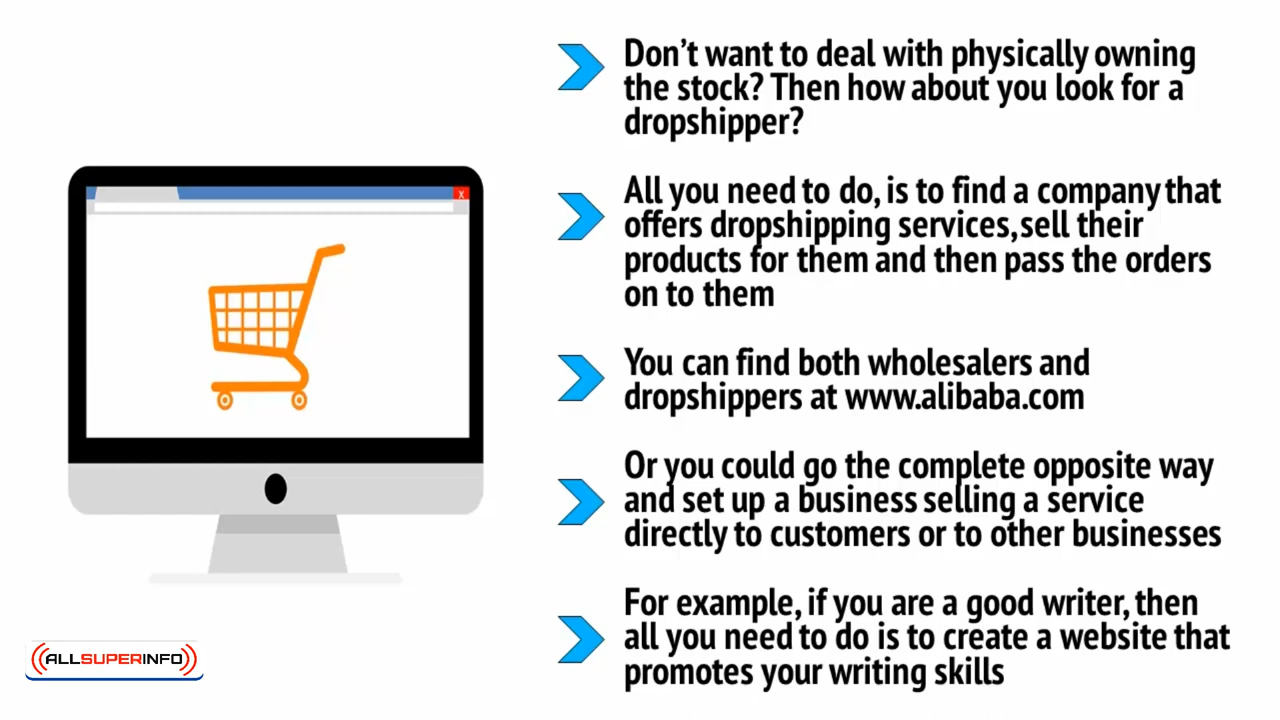 Don’t want to deal with physically owning
the stock? Then how about you look for a
dropshipper?
All you need to do, is to find a company that
offers dropshipping services, sell their
products for them and then pass the orders
on to them
You can find both wholesalers and
dropshippers at www.alibaba.com
Or you could go the complete opposite way
and set up a business selling a service
directly to customers or to other businesses
For example, if you are a good writer, then
all you need to do is to create a website that
promotes your writing skills
X
ALLSUPERINFO